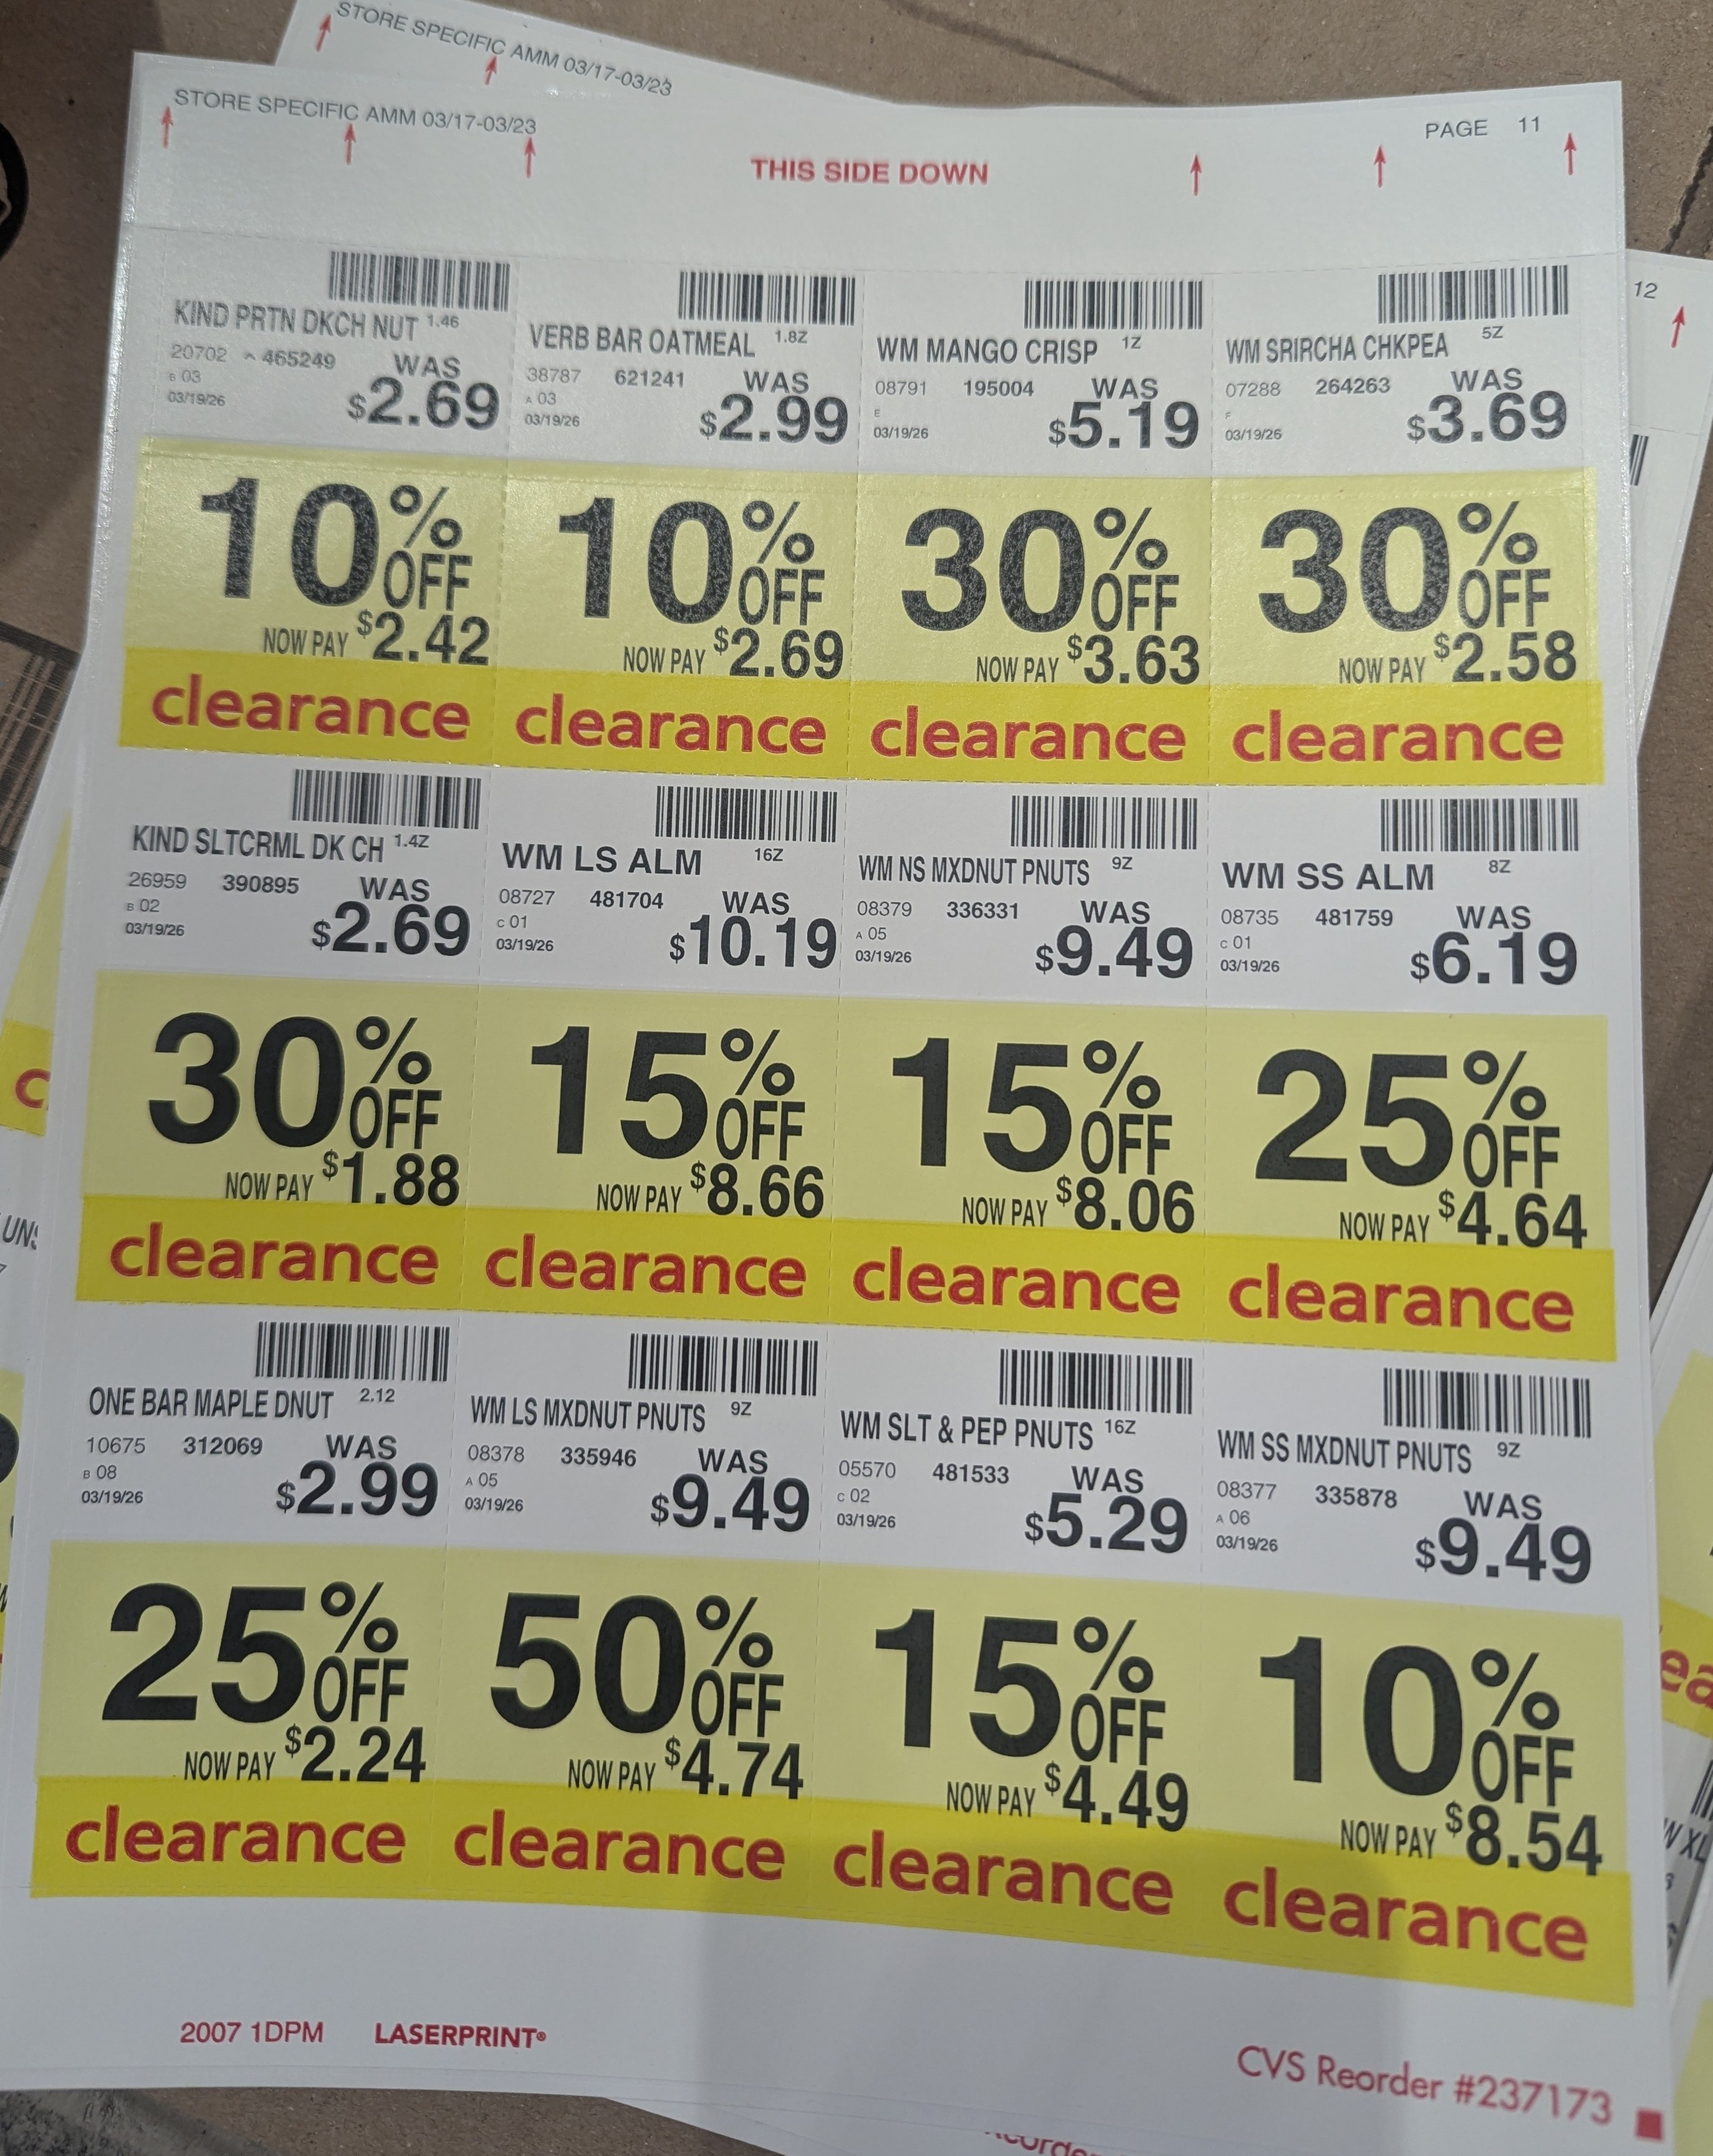 STORE SPECIFIC AMM 03/17-03/23
STORE SPECIFIC AMM 03/17-03/23
PAGE 11
THIS SIDE DOWN
12
KIND PRTN DKCH NUT 1.46
20702 A 465249 WAS
B 03
03/19/26
$2.69
10% OFF
NOW PAY $2.42
clearance
VERB BAR OATMEAL 1.8Z
38787 621241 WAS
A 03
03/19/26
$2.99
10% OFF
NOW PAY $2.69
clearance
WM MANGO CRISP 1Z
08791 195004 WAS
E
03/19/26
$5.19
30% OFF
NOW PAY $3.63
clearance
WM SRIRCHA CHKPEA 5Z
07288 264263 WAS
F
03/19/26
$3.69
30% OFF
NOW PAY $2.58
clearance
KIND SLTCRML DK CH 1.4Z
26959 390895 WAS
B 02
03/19/26
$2.69
30% OFF
NOW PAY $1.88
clearance
WM LS ALM 16Z
08727 481704 WAS
C 01
03/19/26
$10.19
15% OFF
NOW PAY $8.66
clearance
WM NS MXDNUT PNUTS 9Z
08379 336331 WAS
A 05
03/19/26
$9.49
15% OFF
NOW PAY $8.06
clearance
WM SS ALM 8Z
08735 481759 WAS
C 01
03/19/26
$6.19
25% OFF
NOW PAY $4.64
clearance
ONE BAR MAPLE DNUT 2.12
10675 312069 WAS
B 08
03/19/26
$2.99
25% OFF
NOW PAY $2.24
clearance
WM LS MXDNUT PNUTS 9Z
08378 335946 WAS
A 05
03/19/26
$9.49
50% OFF
NOW PAY $4.74
clearance
WM SLT & PEP PNUTS 16Z
05570 481533 WAS
C 02
03/19/26
$5.29
15% OFF
NOW PAY $4.49
clearance
WM SS MXDNUT PNUTS 9Z
08377 335878 WAS
A 06
03/19/26
$9.49
10% OFF
NOW PAY $8.54
clearance
2007 1DPM LASERPRINT®
CVS Reorder #237173